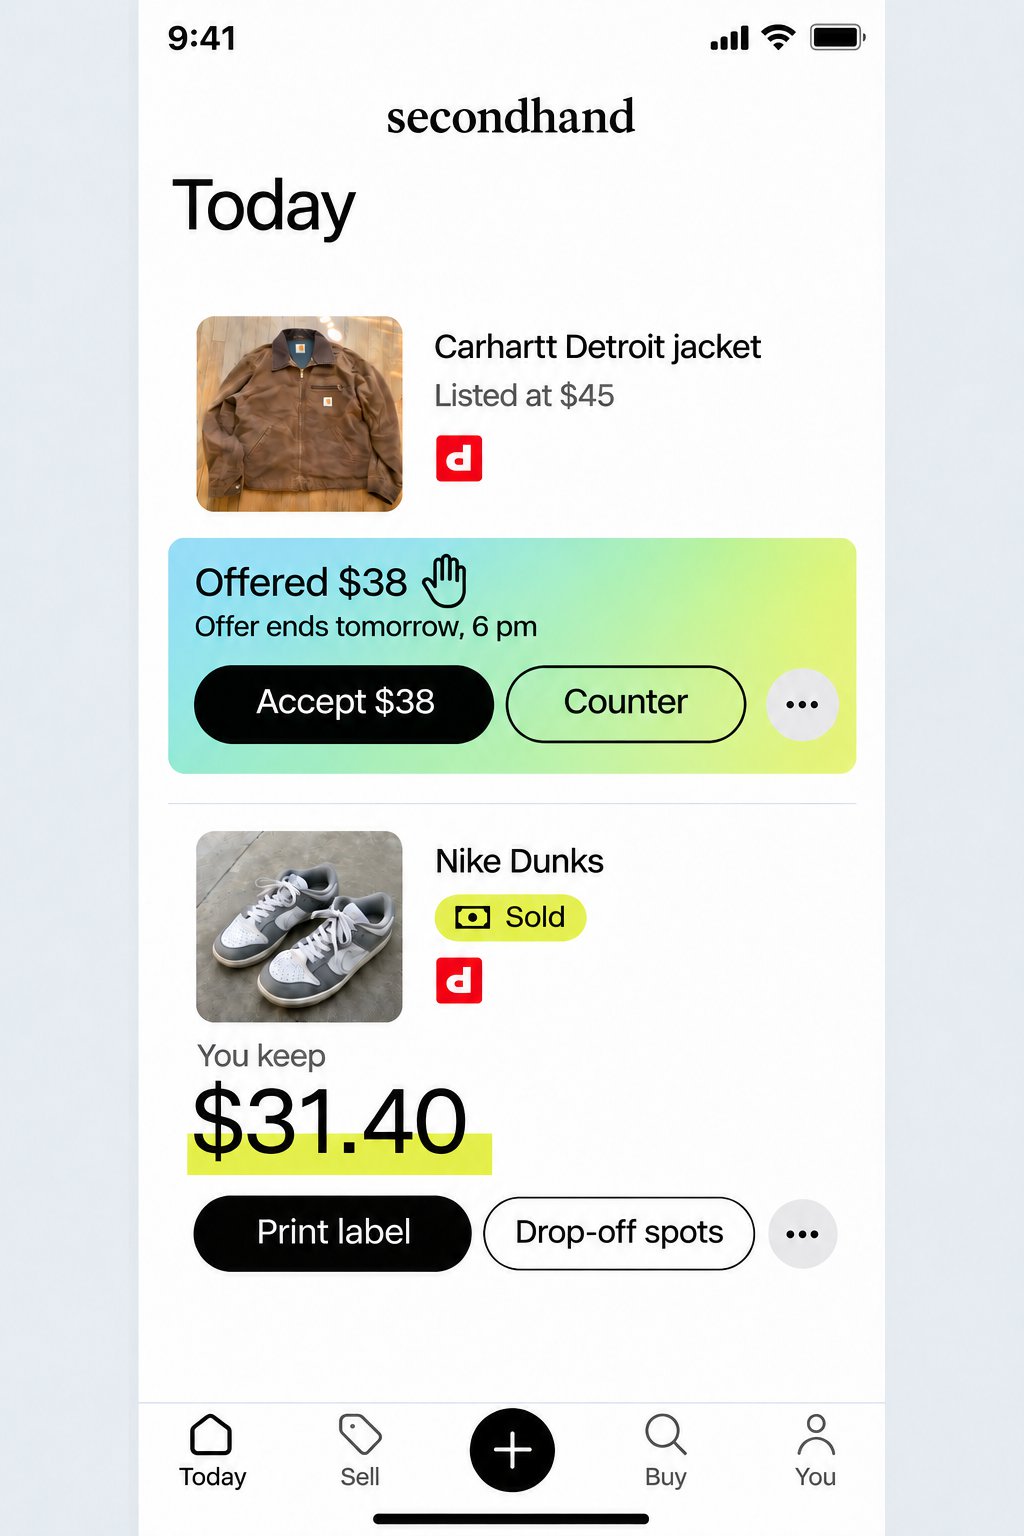 9:41
secondhand
Today
Carhartt Detroit jacket
Listed at $45
d
Offered $38
Offer ends tomorrow, 6 pm
Accept $38
Counter
Nike Dunks
Sold
d
You keep
$31.40
Print label
Drop-off spots
Today
Sell
Buy
You